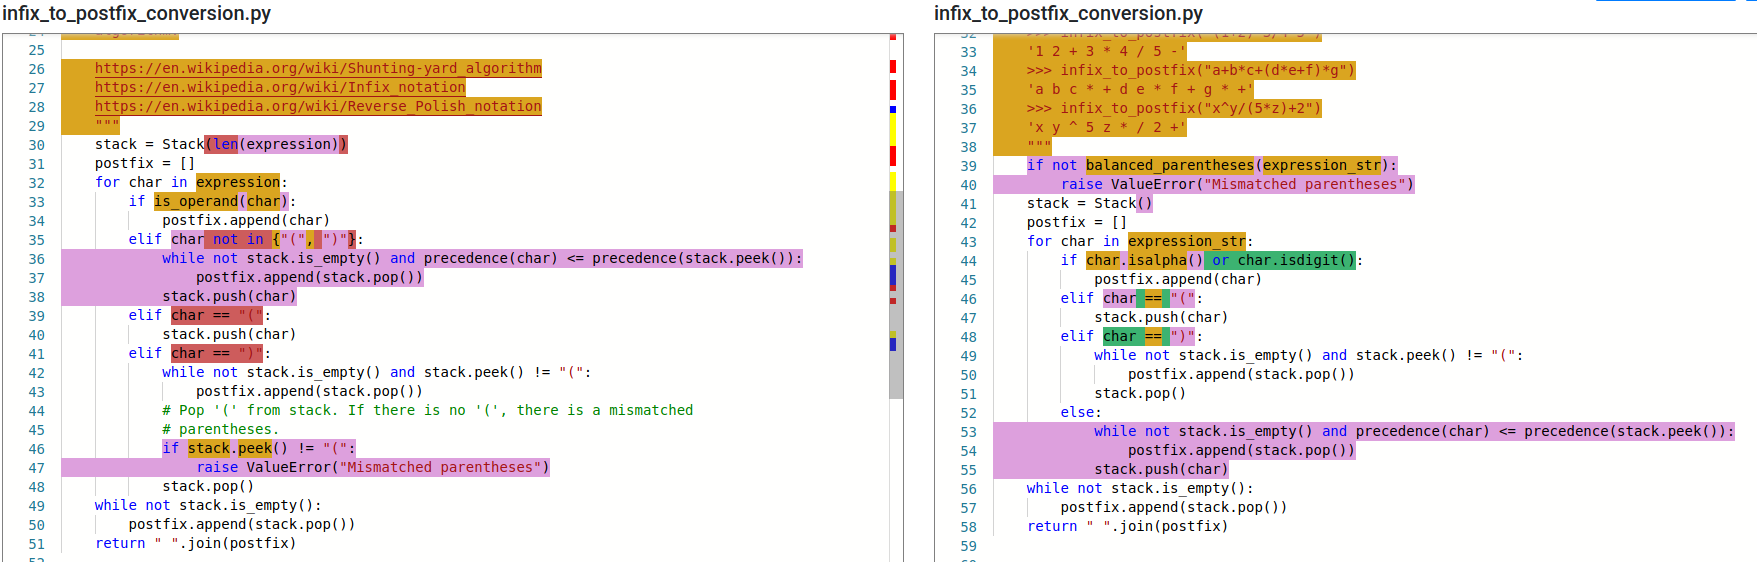 infix_to_postfix_conversion.py
24 algorithm.
25
26 https://en.wikipedia.org/wiki/Shunting-yard_algorithm
27 https://en.wikipedia.org/wiki/Infix_notation
28 https://en.wikipedia.org/wiki/Reverse_Polish_notation
29 """
30 stack = Stack(len(expression))
31 postfix = []
32 for char in expression:
33 if is_operand(char):
34 postfix.append(char)
35 elif char not in {"(", ")"}:
36 while not stack.is_empty() and precedence(char) <= precedence(stack.peek()):
37 postfix.append(stack.pop())
38 stack.push(char)
39 elif char == "(":
40 stack.push(char)
41 elif char == ")":
42 while not stack.is_empty() and stack.peek() != "(":
43 postfix.append(stack.pop())
44 # Pop '(' from stack. If there is no '(', there is a mismatched
45 # parentheses.
46 if stack.peek() != "(":
47 raise ValueError("Mismatched parentheses")
48 stack.pop()
49 while not stack.is_empty():
50 postfix.append(stack.pop())
51 return " ".join(postfix)
52
infix_to_postfix_conversion.py
32 >>> infix_to_postfix("(1+2)*3/4-5")
33 '1 2 + 3 * 4 / 5 -'
34 >>> infix_to_postfix("a+b*c+(d*e+f)*g")
35 'a b c * + d e * f + g * +'
36 >>> infix_to_postfix("x^y/(5*z)+2")
37 'x y ^ 5 z * / 2 +'
38 """
39 if not balanced_parentheses(expression_str):
40 raise ValueError("Mismatched parentheses")
41 stack = Stack()
42 postfix = []
43 for char in expression_str:
44 if char.isalpha() or char.isdigit():
45 postfix.append(char)
46 elif char == "(":
47 stack.push(char)
48 elif char == ")":
49 while not stack.is_empty() and stack.peek() != "(":
50 postfix.append(stack.pop())
51 stack.pop()
52 else:
53 while not stack.is_empty() and precedence(char) <= precedence(stack.peek()):
54 postfix.append(stack.pop())
55 stack.push(char)
56 while not stack.is_empty():
57 postfix.append(stack.pop())
58 return " ".join(postfix)
59
60